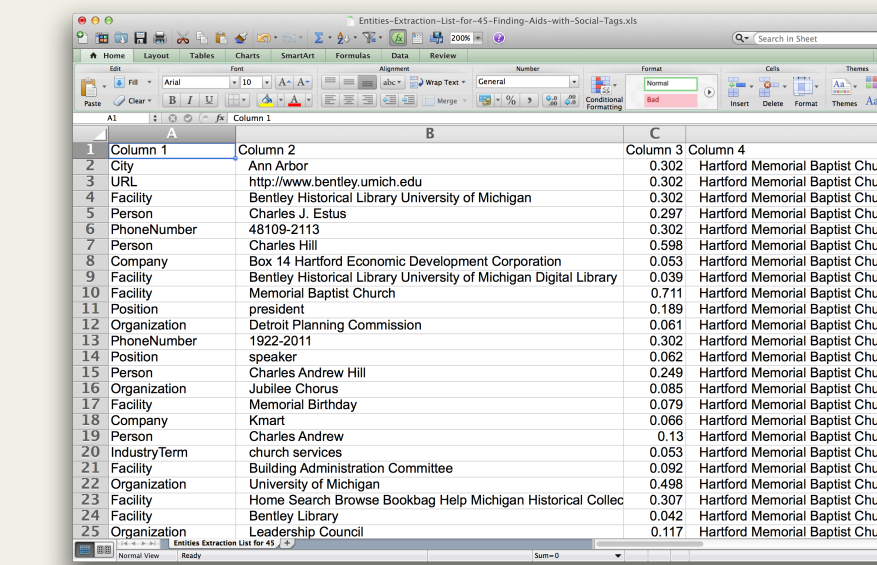 Entities-Extraction-List-for-45-Finding-Aids-with-Social-Tags.xls
200%
Search in Sheet
Home Layout Tables Charts SmartArt Formulas Data Review
Edit Font Alignment Number Format Cells Themes
Fill Arial 10 A A abc Wrap Text General Normal
Paste Clear B I U A Merge % Conditional Formatting Bad Insert Delete Format Themes Aa
A1 fx Column 1
A B C
1 Column 1 Column 2 Column 3 Column 4
2 City Ann Arbor 0.302 Hartford Memorial Baptist Chu
3 URL http://www.bentley.umich.edu 0.302 Hartford Memorial Baptist Chu
4 Facility Bentley Historical Library University of Michigan 0.302 Hartford Memorial Baptist Chu
5 Person Charles J. Estus 0.297 Hartford Memorial Baptist Chu
6 PhoneNumber 48109-2113 0.302 Hartford Memorial Baptist Chu
7 Person Charles Hill 0.598 Hartford Memorial Baptist Chu
8 Company Box 14 Hartford Economic Development Corporation 0.053 Hartford Memorial Baptist Chu
9 Facility Bentley Historical Library University of Michigan Digital Library 0.039 Hartford Memorial Baptist Chu
10 Facility Memorial Baptist Church 0.711 Hartford Memorial Baptist Chu
11 Position president 0.189 Hartford Memorial Baptist Chu
12 Organization Detroit Planning Commission 0.061 Hartford Memorial Baptist Chu
13 PhoneNumber 1922-2011 0.302 Hartford Memorial Baptist Chu
14 Position speaker 0.062 Hartford Memorial Baptist Chu
15 Person Charles Andrew Hill 0.249 Hartford Memorial Baptist Chu
16 Organization Jubilee Chorus 0.085 Hartford Memorial Baptist Chu
17 Facility Memorial Birthday 0.079 Hartford Memorial Baptist Chu
18 Company Kmart 0.066 Hartford Memorial Baptist Chu
19 Person Charles Andrew 0.13 Hartford Memorial Baptist Chu
20 IndustryTerm church services 0.053 Hartford Memorial Baptist Chu
21 Facility Building Administration Committee 0.092 Hartford Memorial Baptist Chu
22 Organization University of Michigan 0.498 Hartford Memorial Baptist Chu
23 Facility Home Search Browse Bookbag Help Michigan Historical Collec 0.307 Hartford Memorial Baptist Chu
24 Facility Bentley Library 0.042 Hartford Memorial Baptist Chu
25 Organization Leadership Council 0.117 Hartford Memorial Baptist Chu
Entities Extraction List for 45
Normal View Ready Sum=0